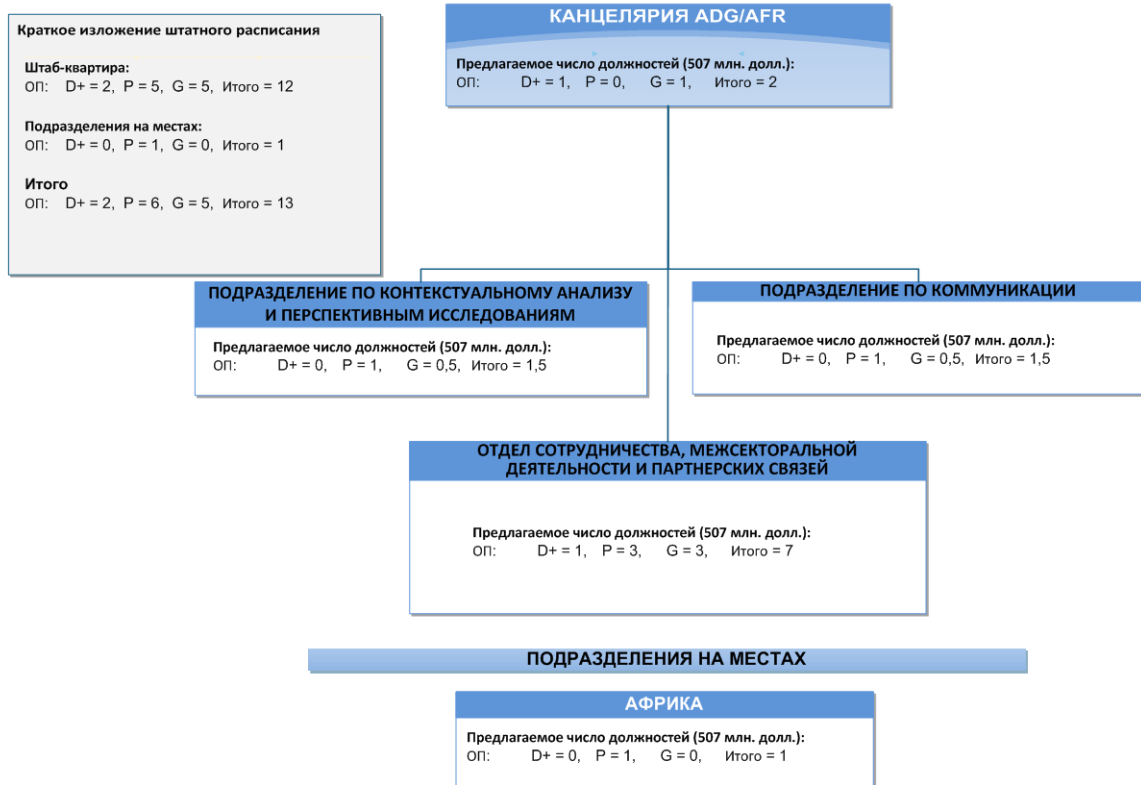 Краткое изложение штатного расписания
Штаб-квартира:
ОП: D+ = 2, P = 5, G = 5, Итого = 12
Подразделения на местах:
ОП: D+ = 0, P = 1, G = 0, Итого = 1
Итого
ОП: D+ = 2, P = 6, G = 5, Итого = 13
КАНЦЕЛЯРИЯ ADG/AFR
Предлагаемое число должностей (507 млн. долл.):
ОП: D+ = 1, P = 0, G = 1, Итого = 2
ПОДРАЗДЕЛЕНИЕ ПО КОНТЕКСТУАЛЬНОМУ АНАЛИЗУ
И ПЕРСПЕКТИВНЫМ ИССЛЕДОВАНИЯМ
Предлагаемое число должностей (507 млн. долл.):
ОП: D+ = 0, P = 1, G = 0,5, Итого = 1,5
ПОДРАЗДЕЛЕНИЕ ПО КОММУНИКАЦИИ
Предлагаемое число должностей (507 млн. долл.):
ОП: D+ = 0, P = 1, G = 0,5, Итого = 1,5
ОТДЕЛ СОТРУДНИЧЕСТВА, МЕЖСЕКТОРАЛЬНОЙ
ДЕЯТЕЛЬНОСТИ И ПАРТНЕРСКИХ СВЯЗЕЙ
Предлагаемое число должностей (507 млн. долл.):
ОП: D+ = 1, P = 3, G = 3, Итого = 7
ПОДРАЗДЕЛЕНИЯ НА МЕСТАХ
АФРИКА
Предлагаемое число должностей (507 млн. долл.):
ОП: D+ = 0, P = 1, G = 0, Итого = 1